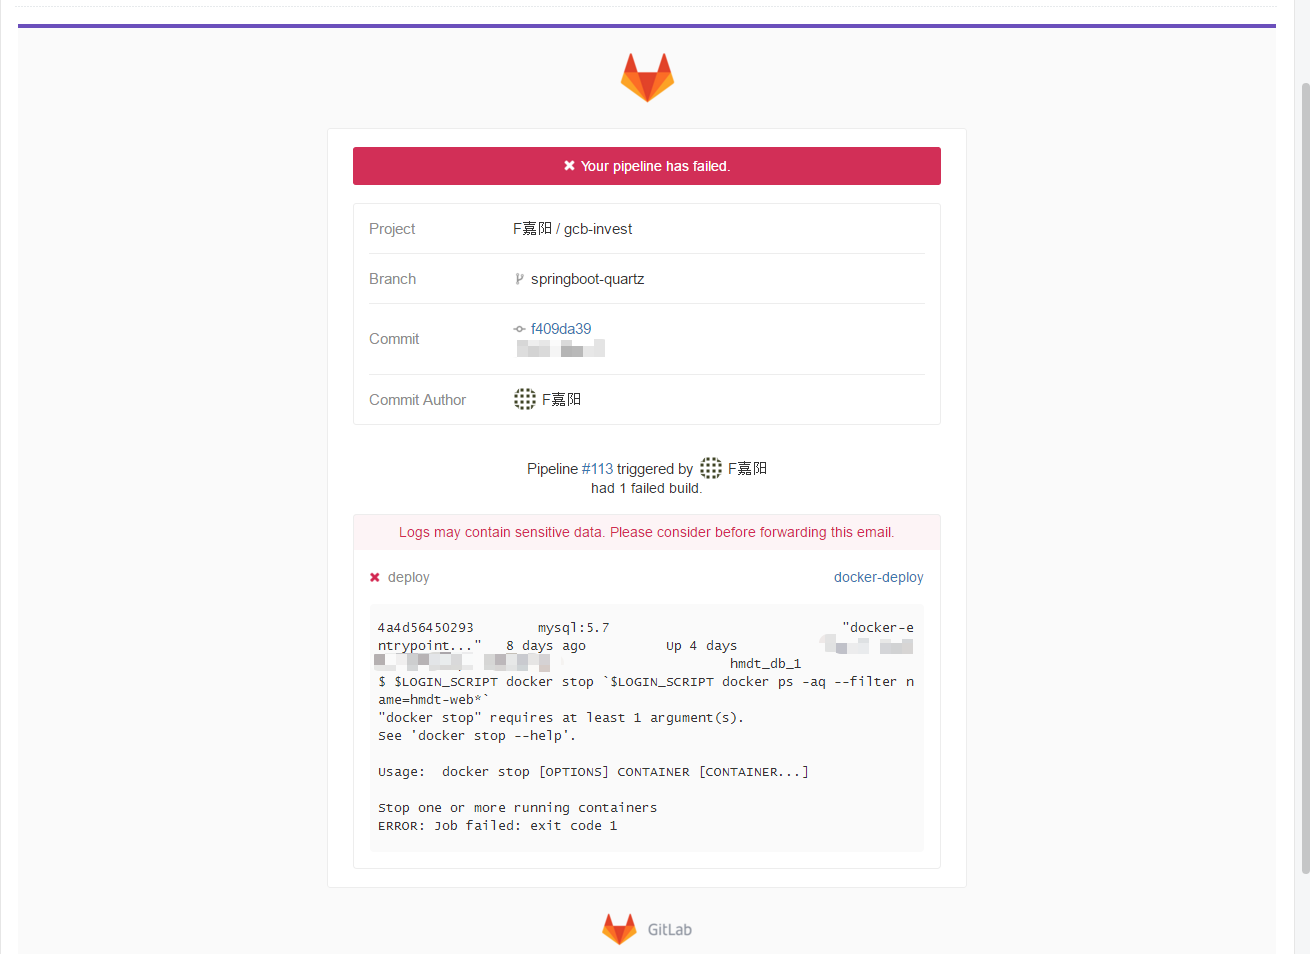 Your pipeline has failed.
Project F嘉阳 / gcb-invest
Branch springboot-quartz
Commit f409da39
Commit Author F嘉阳
Pipeline #113 triggered by F嘉阳
had 1 failed build.
Logs may contain sensitive data. Please consider before forwarding this email.
deploy docker-deploy
4a4d56450293        mysql:5.7                             "docker-e
ntrypoint..."   8 days ago          Up 4 days
hmdt_db_1
$ $LOGIN_SCRIPT docker stop `$LOGIN_SCRIPT docker ps -aq --filter n
ame=hmdt-web*`
"docker stop" requires at least 1 argument(s).
See 'docker stop --help'.
Usage:  docker stop [OPTIONS] CONTAINER [CONTAINER...]
Stop one or more running containers
ERROR: Job failed: exit code 1
GitLab